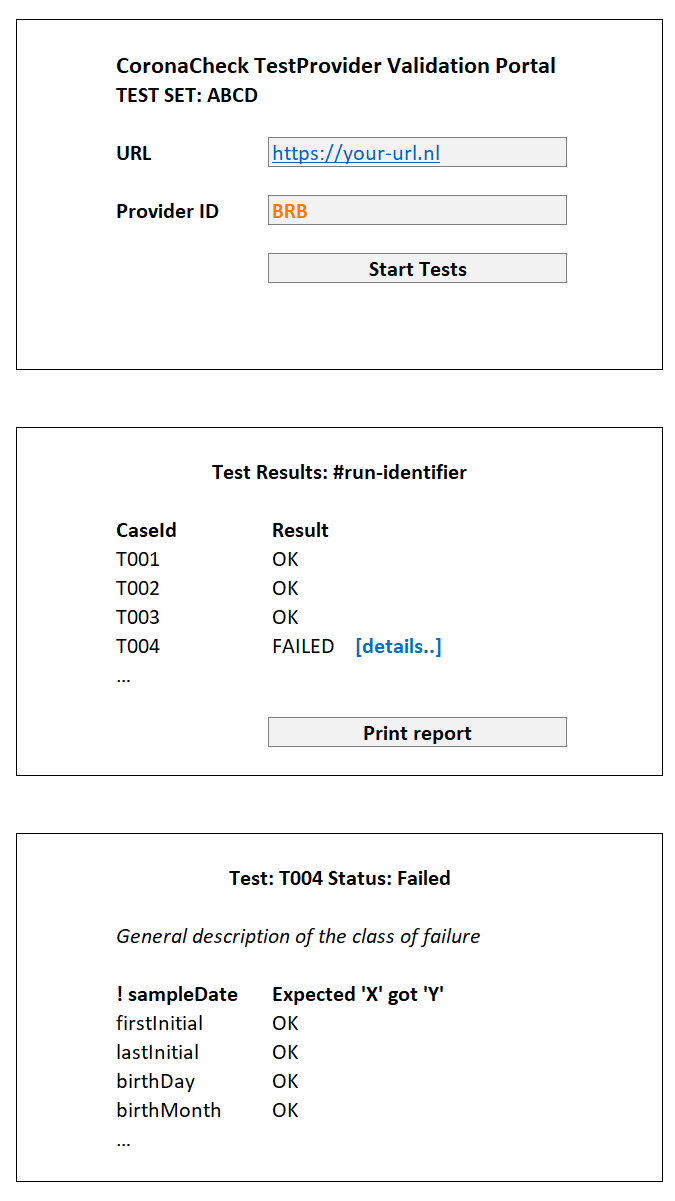 CoronaCheck TestProvider Validation Portal
TEST SET: ABCD
URL https://your-url.nl
Provider ID BRB
Start Tests
Test Results: #run-identifier
CaseId Result
T001 OK
T002 OK
T003 OK
T004 FAILED [details..]
...
Print report
Test: T004 Status: Failed
General description of the class of failure
! sampleDate Expected 'X' got 'Y'
firstInitial OK
lastInitial OK
birthDay OK
birthMonth OK
...